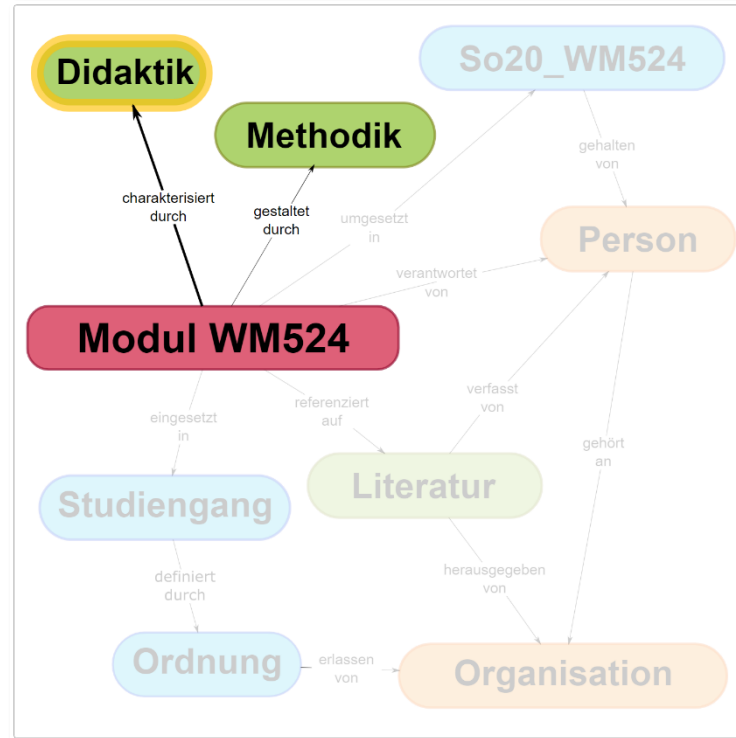 So20_WM524
Didaktik
Methodik
gehalten
von
charakterisiert
durch
gestaltet
durch
umgesetzt
in
Person
verantwortet
von
Modul WM524
eingesetzt
in
referenziert
auf
verfasst
von
gehört
an
Studiengang
Literatur
definiert
durch
herausgegeben
von
Ordnung
erlassen
von
Organisation